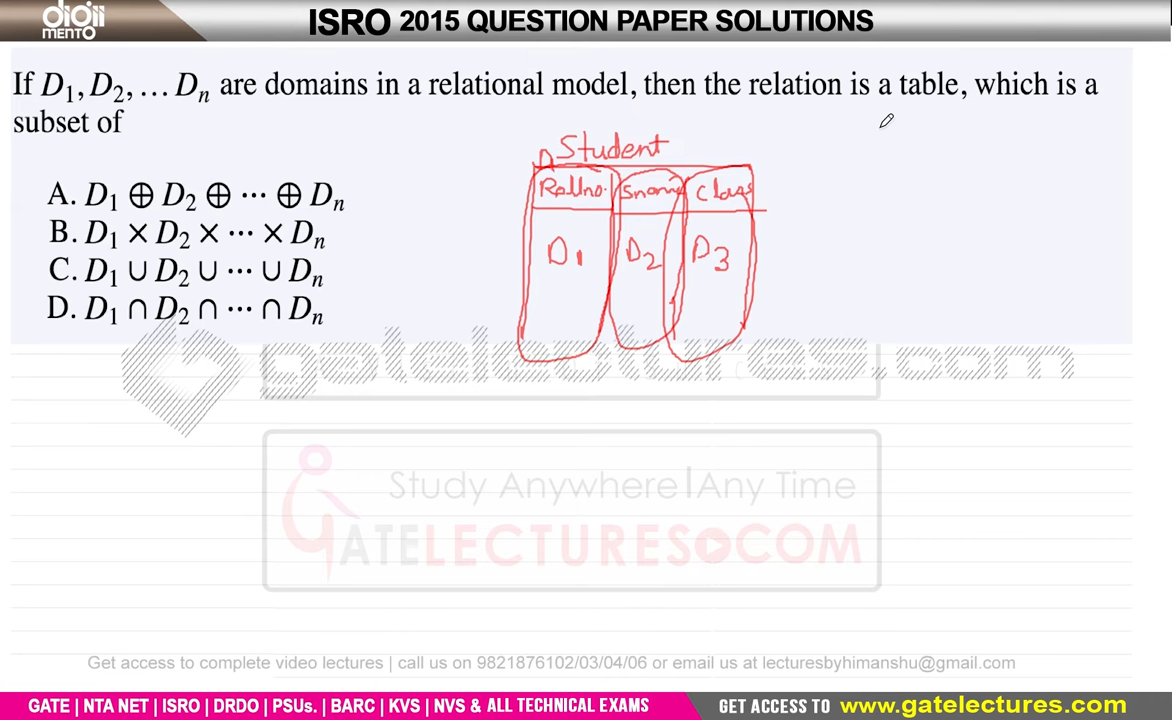 digii
MENTO
ISRO 2015 QUESTION PAPER SOLUTIONS
If D₁, D₂, … Dₙ are domains in a relational model, then the relation is a table, which is a
subset of
A. D₁ ⊕ D₂ ⊕ ⋯ ⊕ Dₙ
B. D₁ × D₂ × ⋯ × Dₙ
C. D₁ ∪ D₂ ∪ ⋯ ∪ Dₙ
D. D₁ ∩ D₂ ∩ ⋯ ∩ Dₙ
Student
Rollno. Sname Class
D1 D2 D3
gatelectures.com
Study Anywhere|Any Time
GATELECTURES.COM
Get access to complete video lectures | call us on 9821876102/03/04/06 or email us at lecturesbyhimanshu@gmail.com
GATE | NTA NET | ISRO | DRDO | PSUs. | BARC | KVS | NVS & ALL TECHNICAL EXAMS GET ACCESS TO www.gatelectures.com